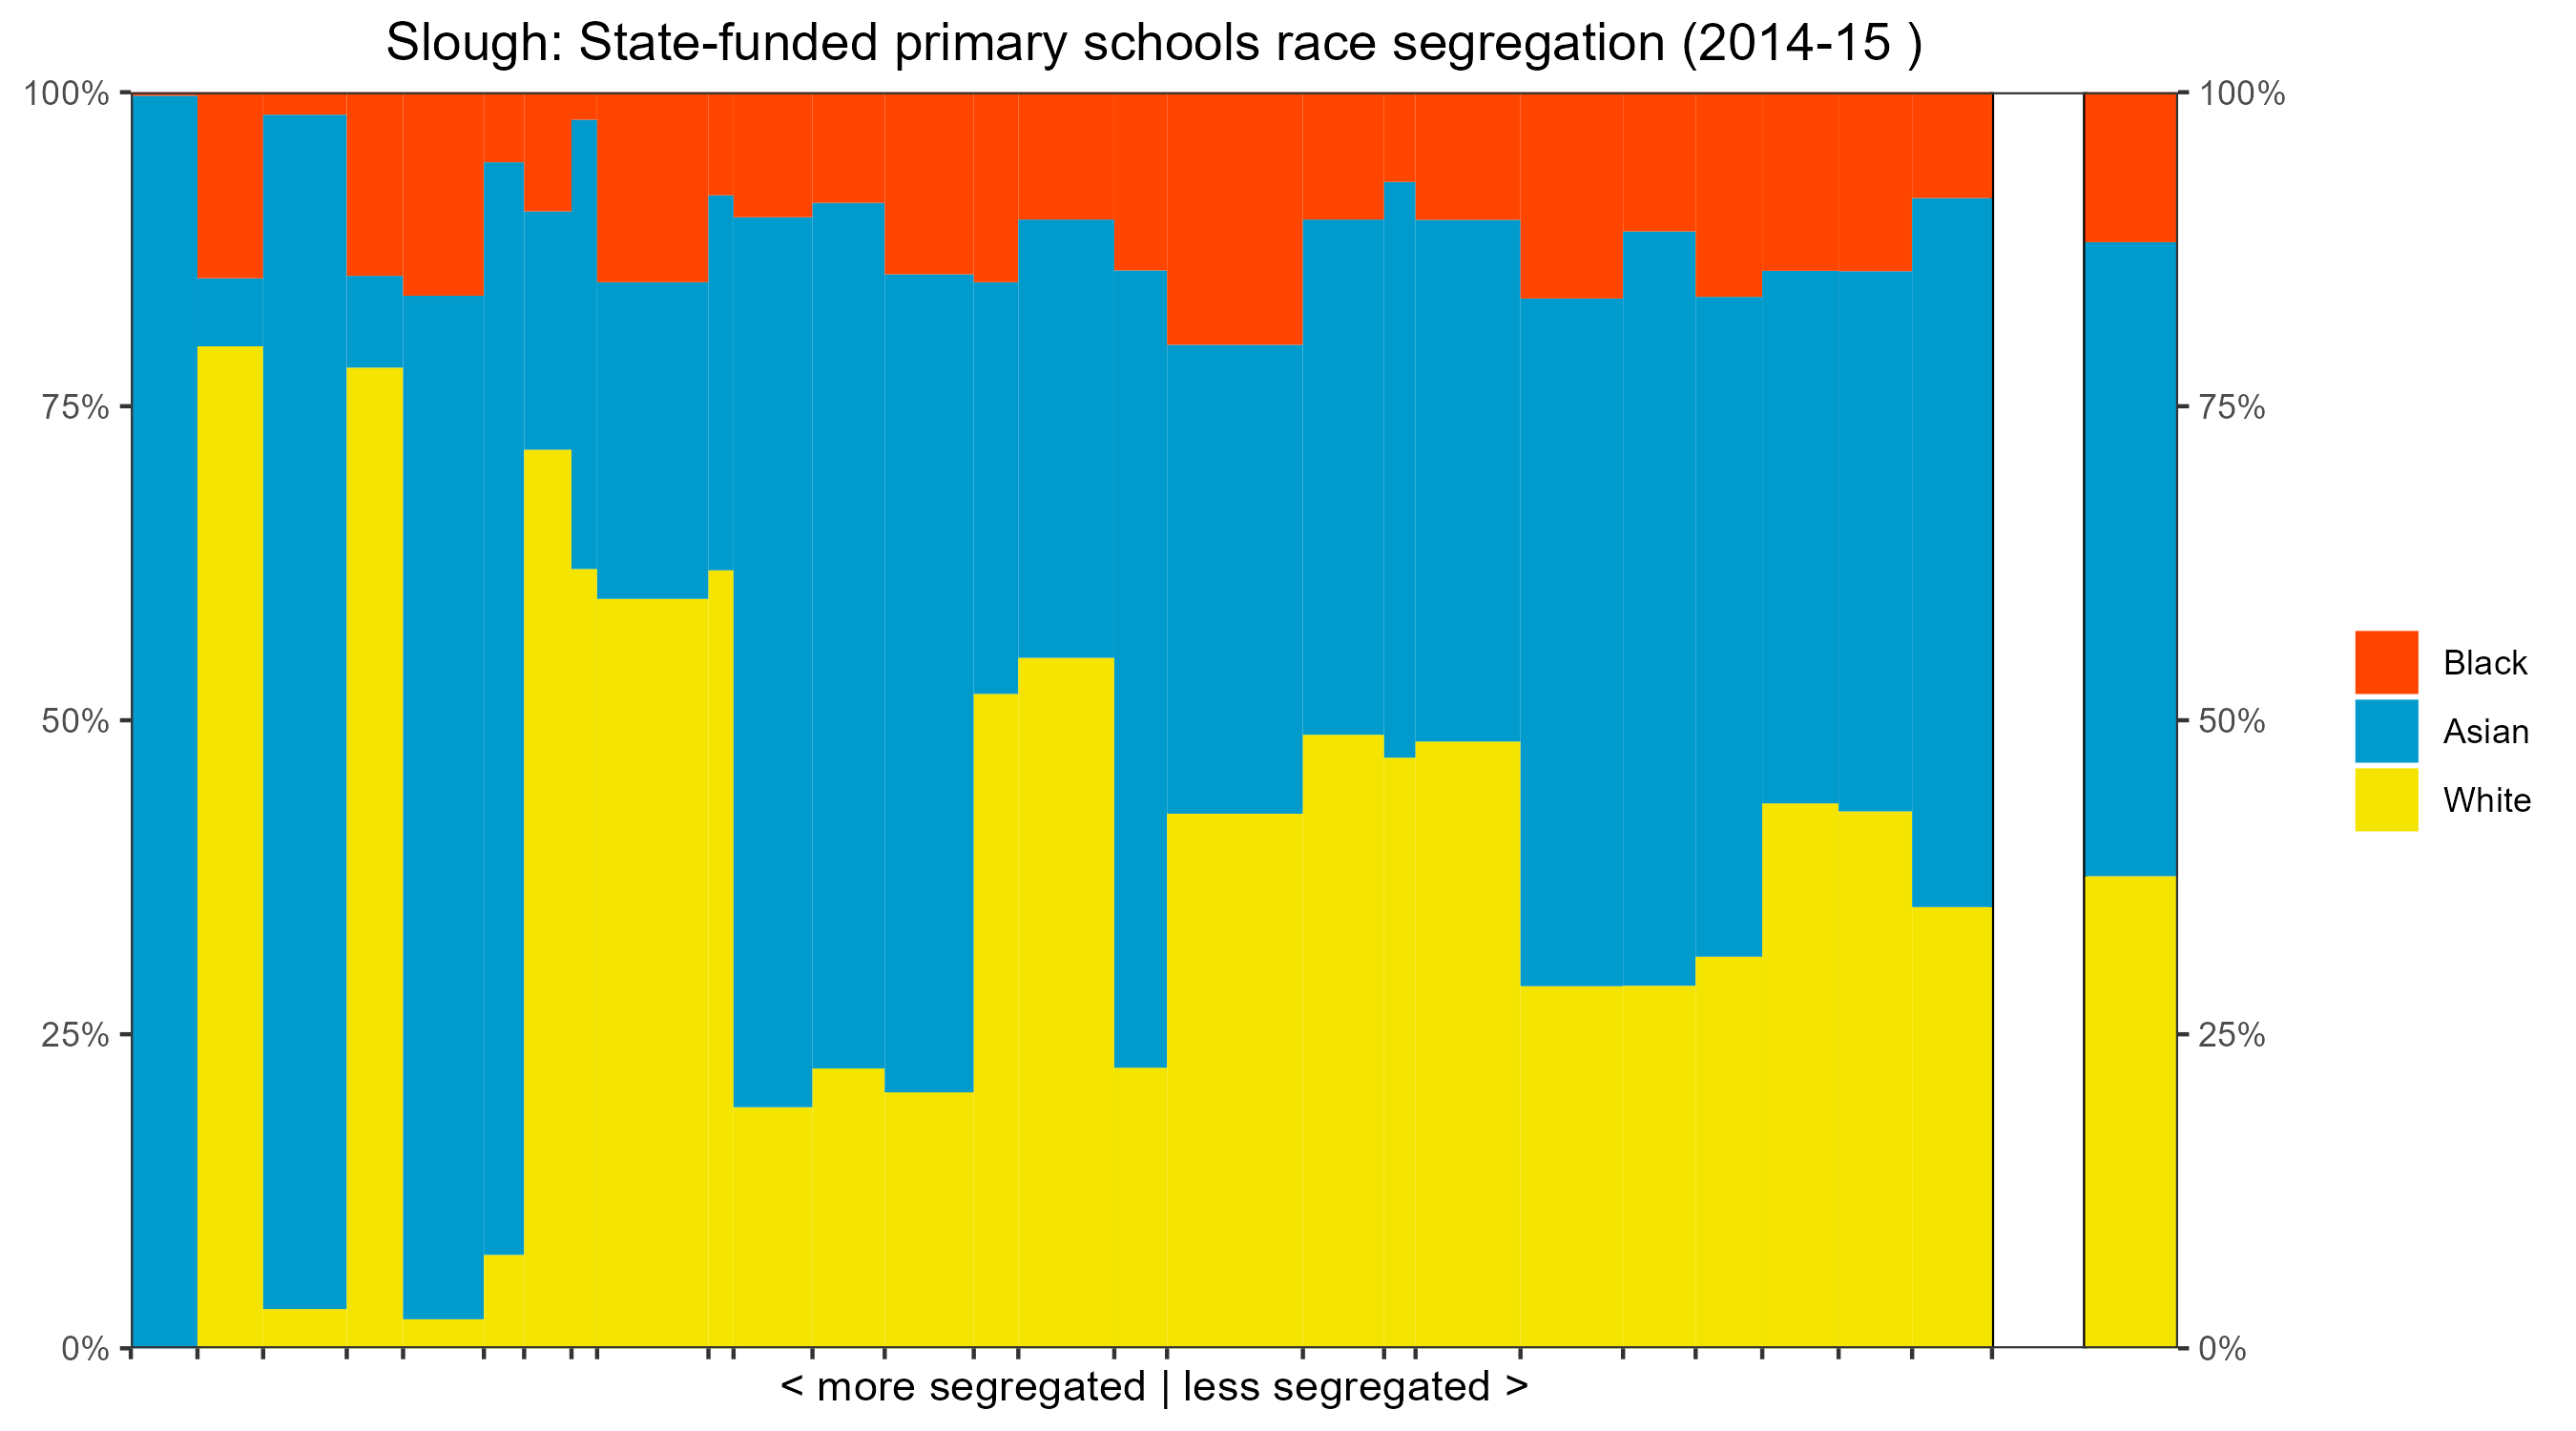 Slough: State-funded primary schools race segregation (2014-15 )
100%
75%
50%
25%
0%
100%
75%
50%
25%
0%
Black
Asian
White
< more segregated | less segregated >